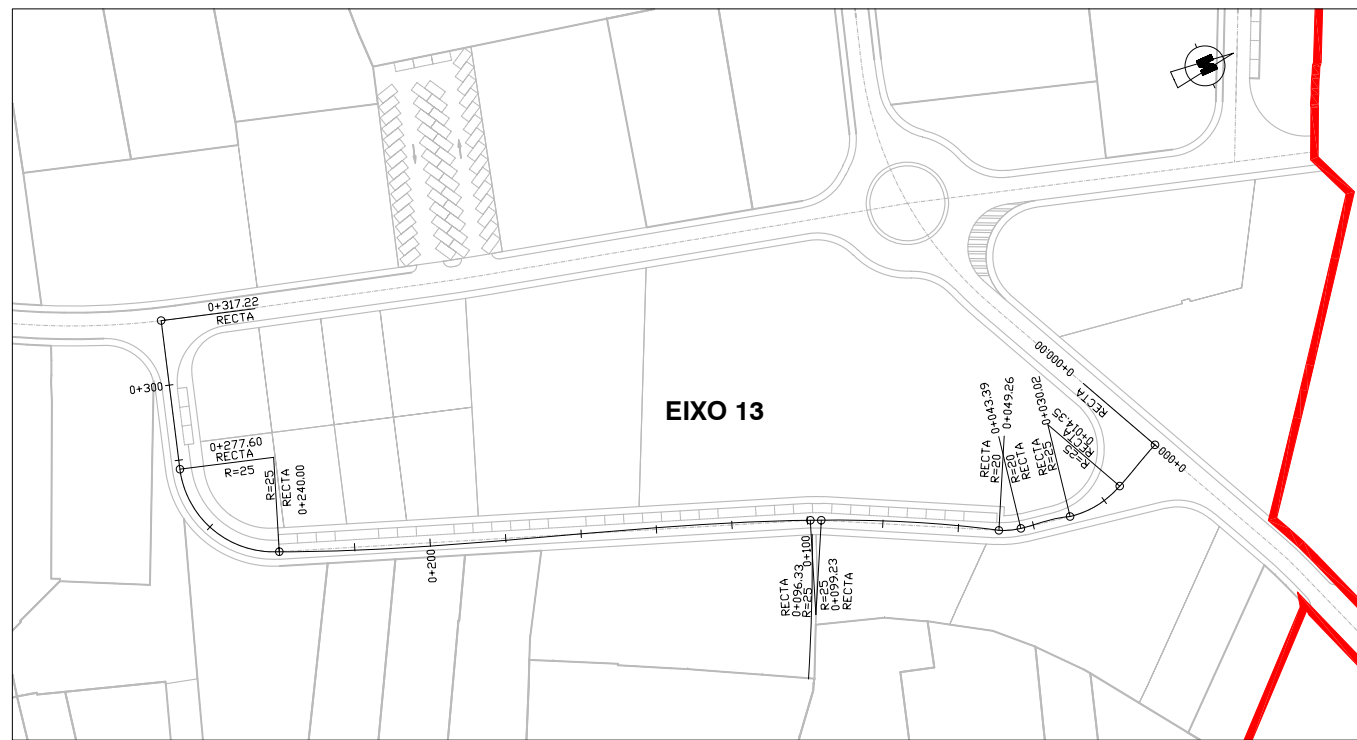 0+317.22
RECTA
0+300
0+277.60
RECTA
R=25
R=25
RECTA
0+240.00
0+200
EIXO 13
RECTA
0+096.33
R=25
0+100
R=25
0+099.23
RECTA
RECTA
R=20
0+043.39
0+049.26
R=20
RECTA
RECTA
R=25
0+030.02
R=25
RECTA
0+014.35
0+000.00
RECTA
0+000
N